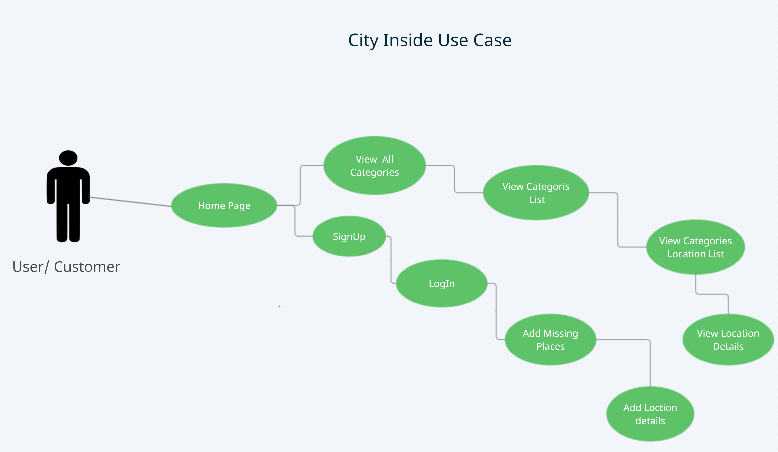 City Inside Use Case
View  All
Categories
View Categoris
List
Home Page
SignUp
View Categories
Location List
User/ Customer
LogIn
Add Missing
Places
View Location
Details
Add Loction
details